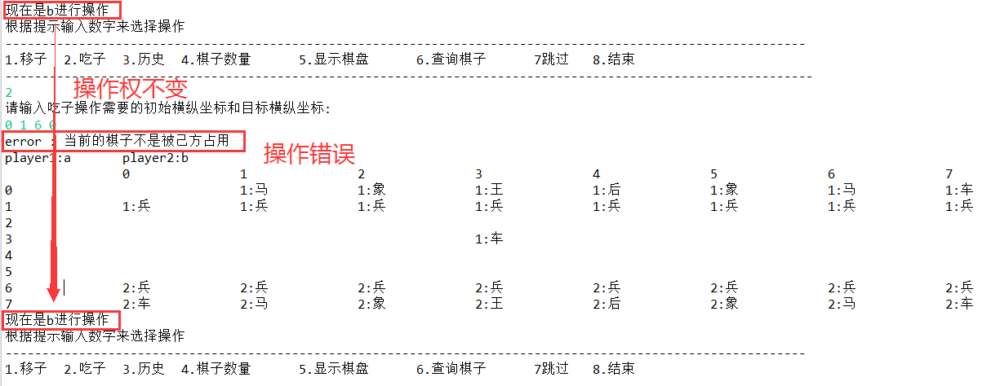 现在是b进行操作
根据提示输入数字来选择操作
--------------------------------------------------------------------------------------------------------------
1.移子 2.吃子 3.历史 4.棋子数量 5.显示棋盘 6.查询棋子 7跳过 8.结束
---------------------------------------------------------------------------------------------------------------
2
操作权不变
请输入吃子操作需要的初始横纵坐标和目标横纵坐标:
0 1 6 0
error : 当前的棋子不是被己方占用
操作错误
player1:a player2:b
0 1 2 3 4 5 6 7
0 1:马 1:象 1:王 1:后 1:象 1:马 1:车
1 1:兵 1:兵 1:兵 1:兵 1:兵 1:兵 1:兵 1:兵
2
3 1:车
4
5
6 2:兵 2:兵 2:兵 2:兵 2:兵 2:兵 2:兵 2:兵
7 2:车 2:马 2:象 2:王 2:后 2:象 2:马 2:车
现在是b进行操作
根据提示输入数字来选择操作
--------------------------------------------------------------------------------------------------------------
1.移子 2.吃子 3.历史 4.棋子数量 5.显示棋盘 6.查询棋子 7跳过 8.结束